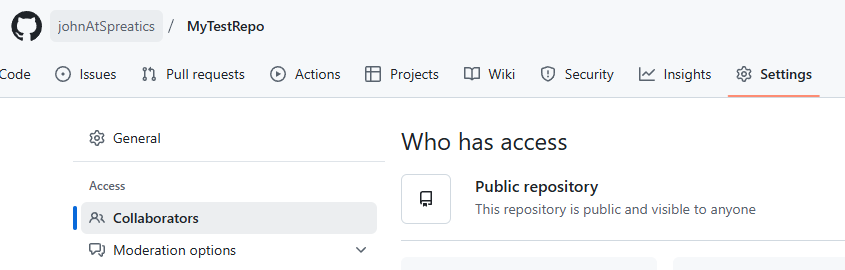 johnAtSpreatics / MyTestRepo
Code Issues Pull requests Actions Projects Wiki Security Insights Settings
General
Access
Collaborators
Moderation options
Who has access
Public repository
This repository is public and visible to anyone